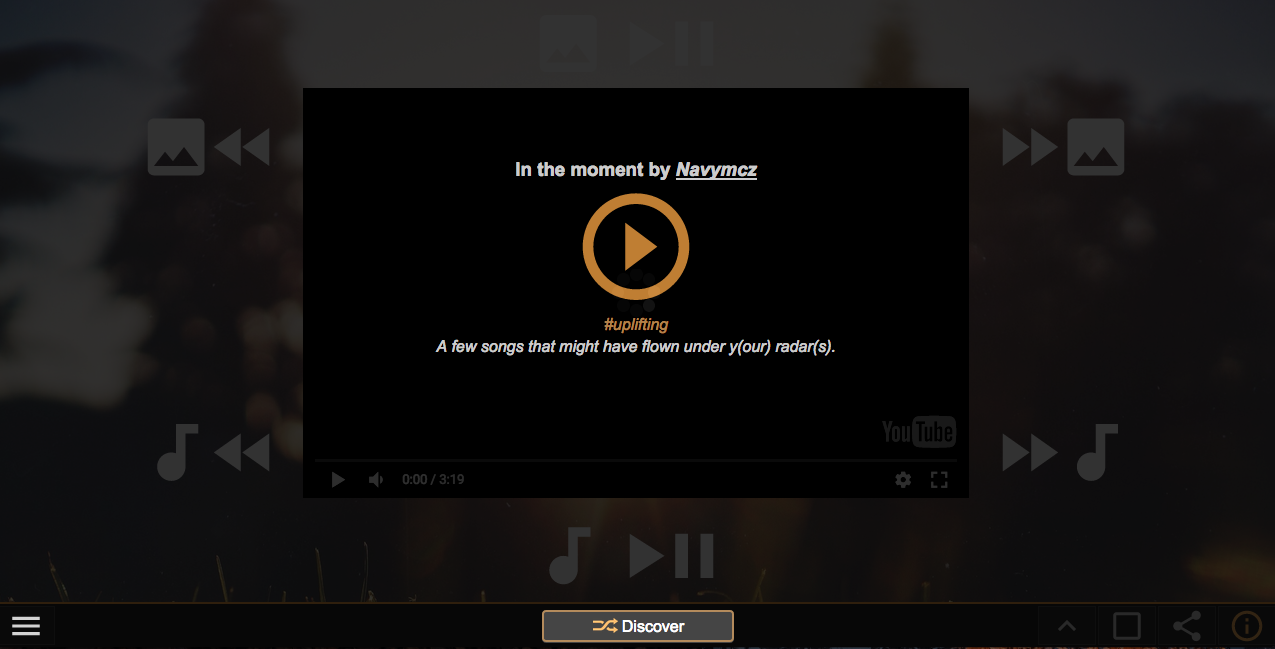 In the moment by Navymcz
#uplifting
A few songs that might have flown under y(our) radar(s).
YouTube
0:00 / 3:19
Discover